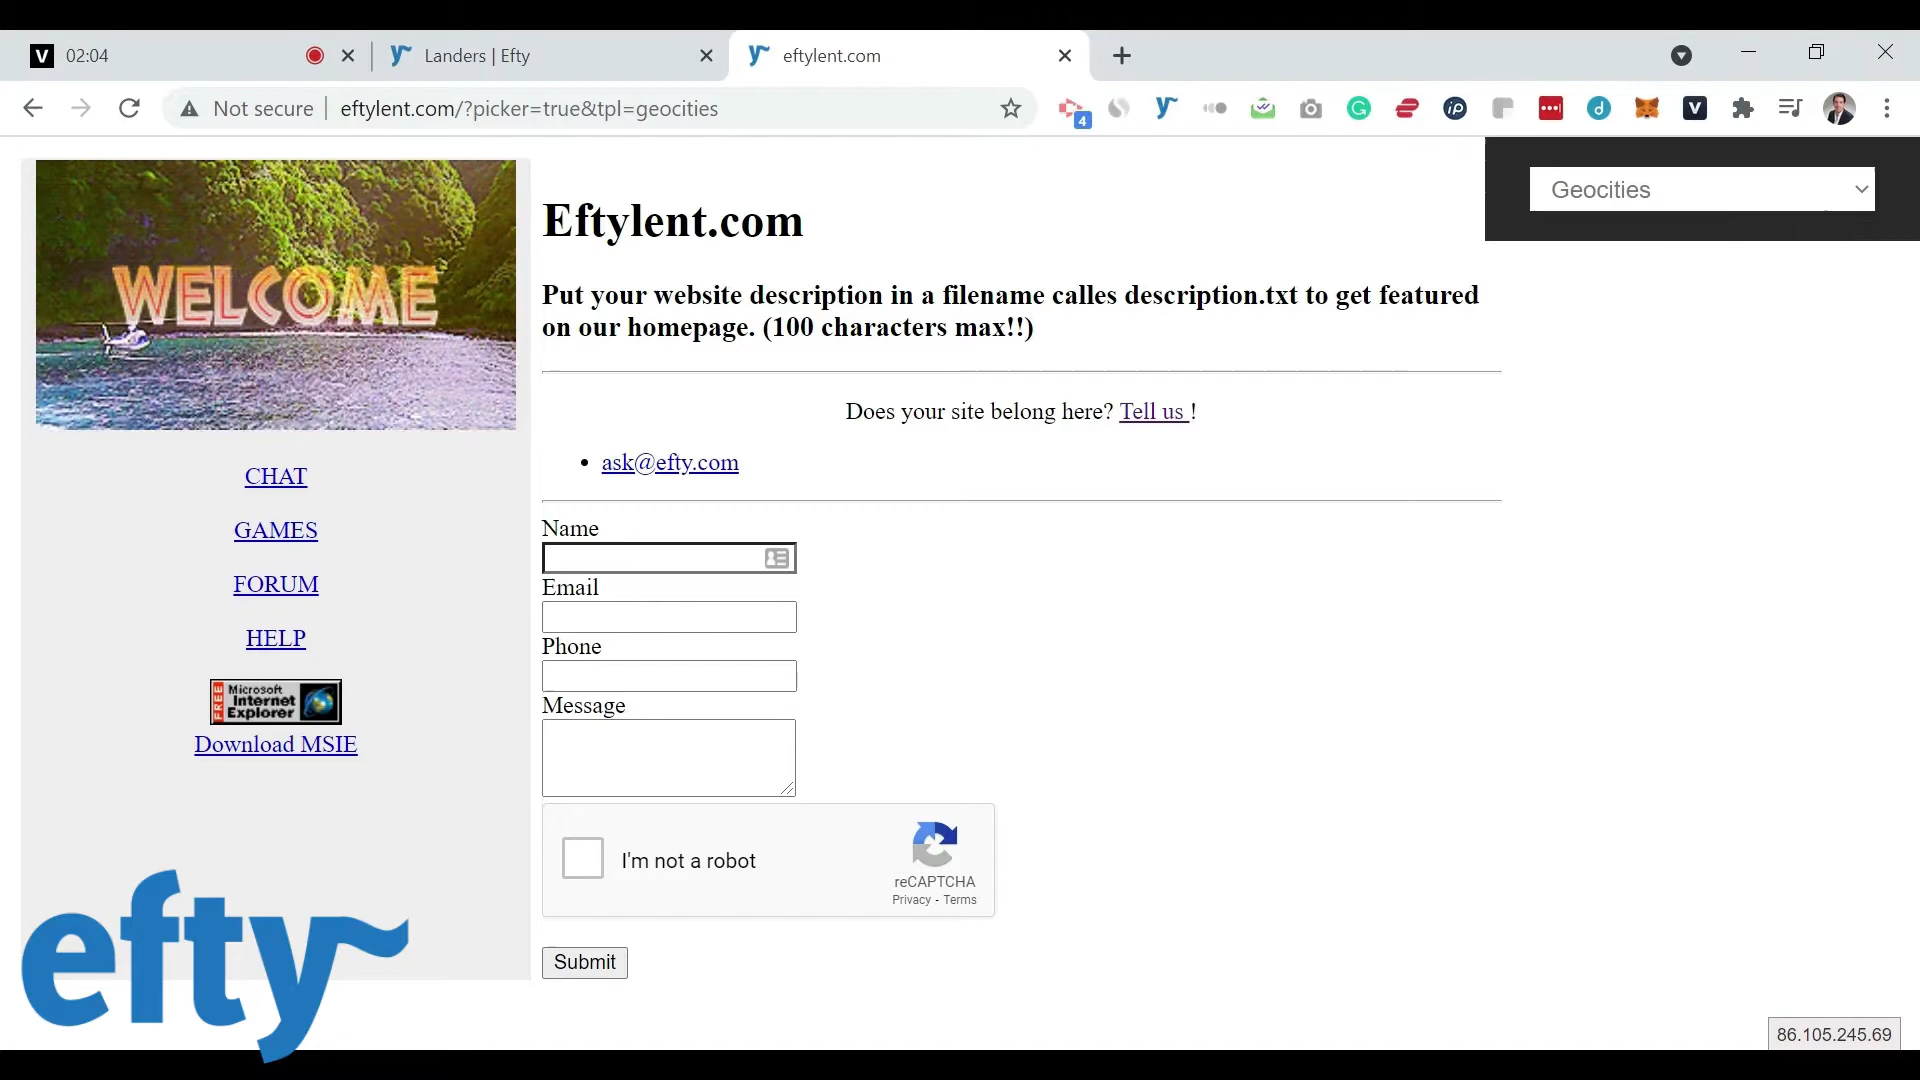 V 02:04
Landers | Efty
eftylent.com
Not secure
eftylent.com/?picker=true&tpl=geocities
4
Geocities
WELCOME
Eftylent.com
Put your website description in a filename calles description.txt to get featured
on our homepage. (100 characters max!!)
Does your site belong here? Tell us !
ask@efty.com
CHAT
GAMES
FORUM
HELP
FREE
Microsoft
Internet
Explorer
Download MSIE
Name
Email
Phone
Message
I'm not a robot
reCAPTCHA
Privacy - Terms
Submit
efty
86.105.245.69